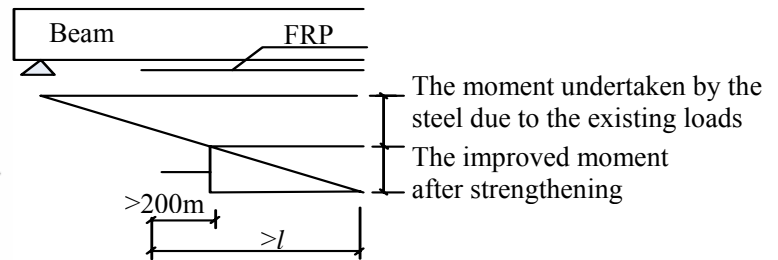 Beam
FRP
The moment undertaken by the
steel due to the existing loads
The improved moment
after strengthening
>200m
>l